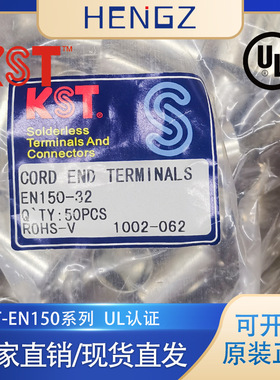 HENGZ
KST™
UL
KST®
Solderless
Terminals And
Connectors
CORD END TERMINALS
EN150-32
Q`TY:50PCS
ROHS-V 1002-062
T-EN150系列 UL认证
可开
家直销/现货直发
原装正